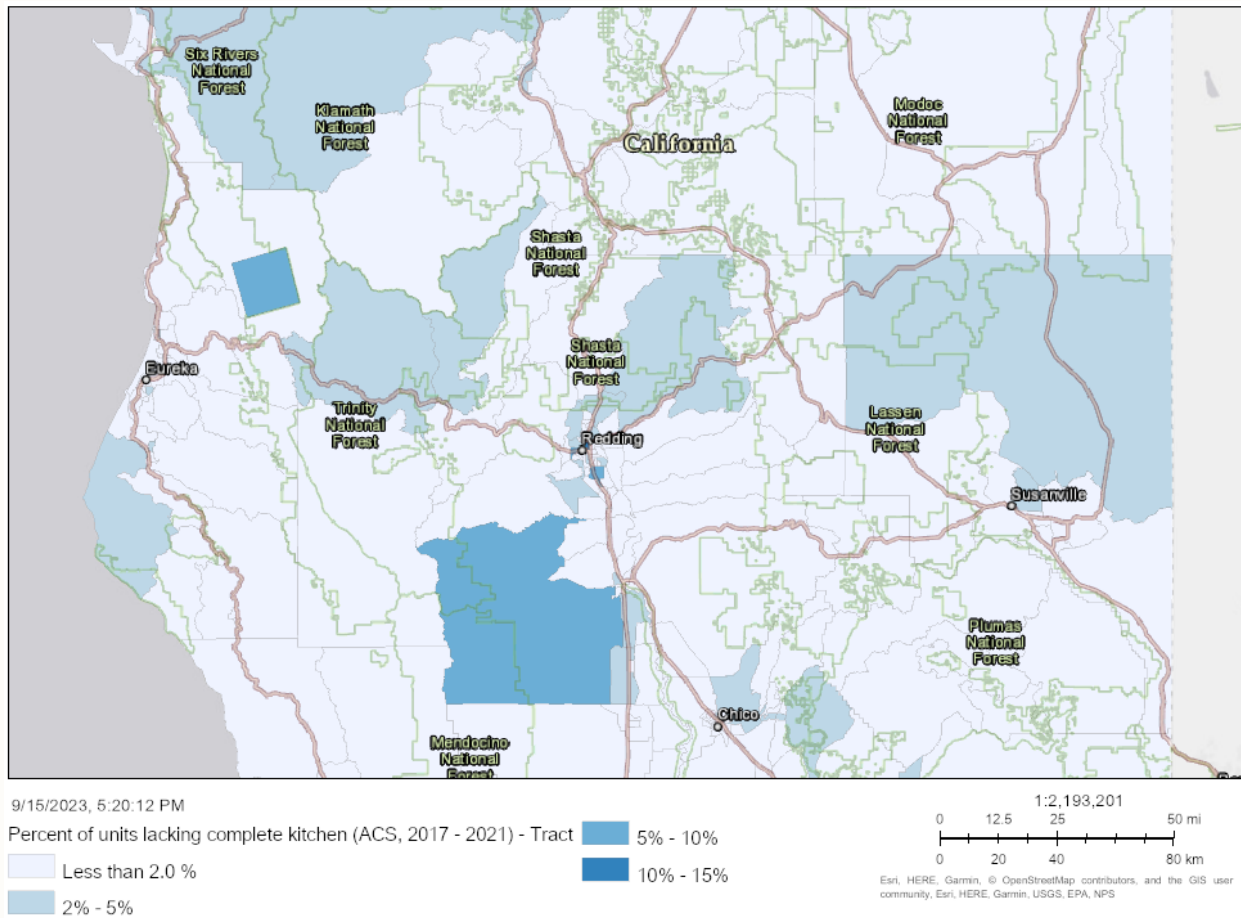 Six Rivers
National
Forest
Klamath
National
Forest
Modoc
National
Forest
California
Shasta
National
Forest
Shasta
National
Forest
Eureka
Trinity
National
Forest
Lassen
National
Forest
Redding
Susanville
Plumas
National
Forest
Chico
Mendocino
National
Forest
9/15/2023, 5:20:12 PM
Percent of units lacking complete kitchen (ACS, 2017 - 2021) - Tract
Less than 2.0 %
2% - 5%
5% - 10%
10% - 15%
1:2,193,201
0 12.5 25 50 mi
0 20 40 80 km
Esri, HERE, Garmin, © OpenStreetMap contributors, and the GIS user
community, Esri, HERE, Garmin, USGS, EPA, NPS